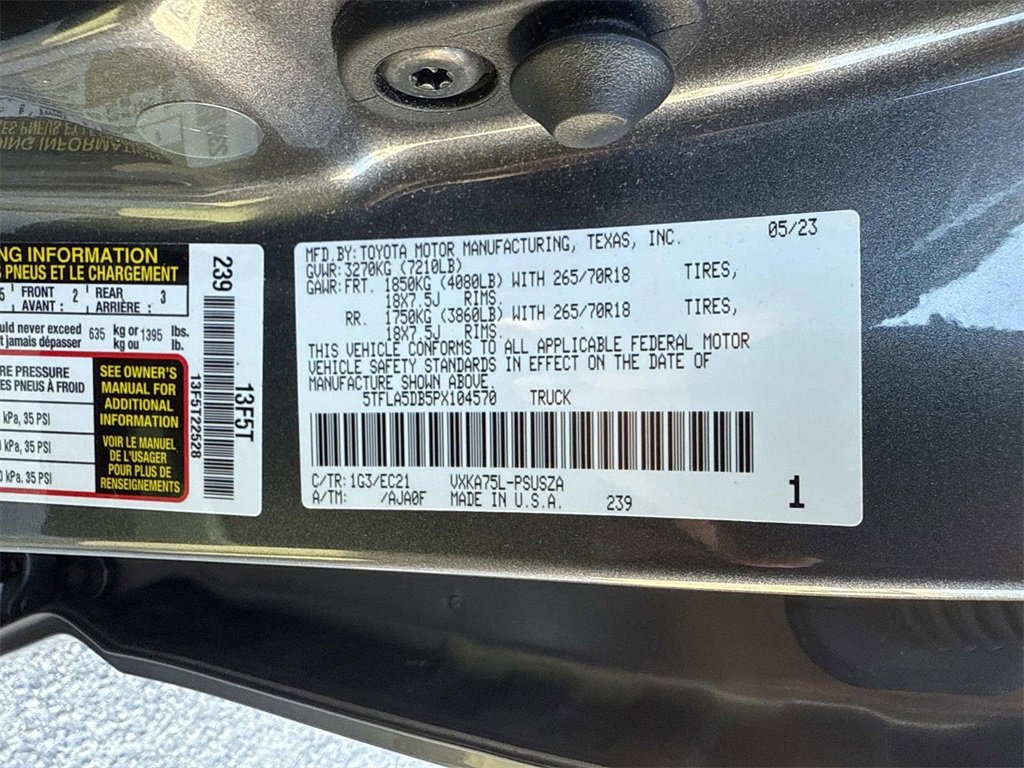 NG INFORMATION
S PNEUS ET LE CHARGEMENT
5 FRONT AVANT : 2 REAR ARRIÈRE : 3
uld never exceed 635 kg or 1395 lbs.
t jamais dépasser kg ou lb.
RE PRESSURE
ES PNEUS À FROID
kPa, 35 PSI
kPa, 35 PSI
0 kPa, 35 PSI
SEE OWNER'S
MANUAL FOR
ADDITIONAL
INFORMATION
VOIR LE MANUEL
DE L'USAGER
POUR PLUS DE
RENSEIGNEMENTS
239
13F5T22528
13F5T
MFD.BY:TOYOTA MOTOR MANUFACTURING, TEXAS, INC. 05/23
GVWR:3270KG (7210LB)
GAWR:FRT. 1850KG (4080LB) WITH 265/70R18 TIRES,
18X7.5J RIMS.
RR. 1750KG (3860LB) WITH 265/70R18 TIRES,
18X7.5J RIMS.
THIS VEHICLE CONFORMS TO ALL APPLICABLE FEDERAL MOTOR
VEHICLE SAFETY STANDARDS IN EFFECT ON THE DATE OF
MANUFACTURE SHOWN ABOVE.
5TFLA5DB5PX104570 TRUCK
C/TR:1G3/EC21 VXKA75L-PSUSZA
A/TM: /AJA0F MADE IN U.S.A. 239 1